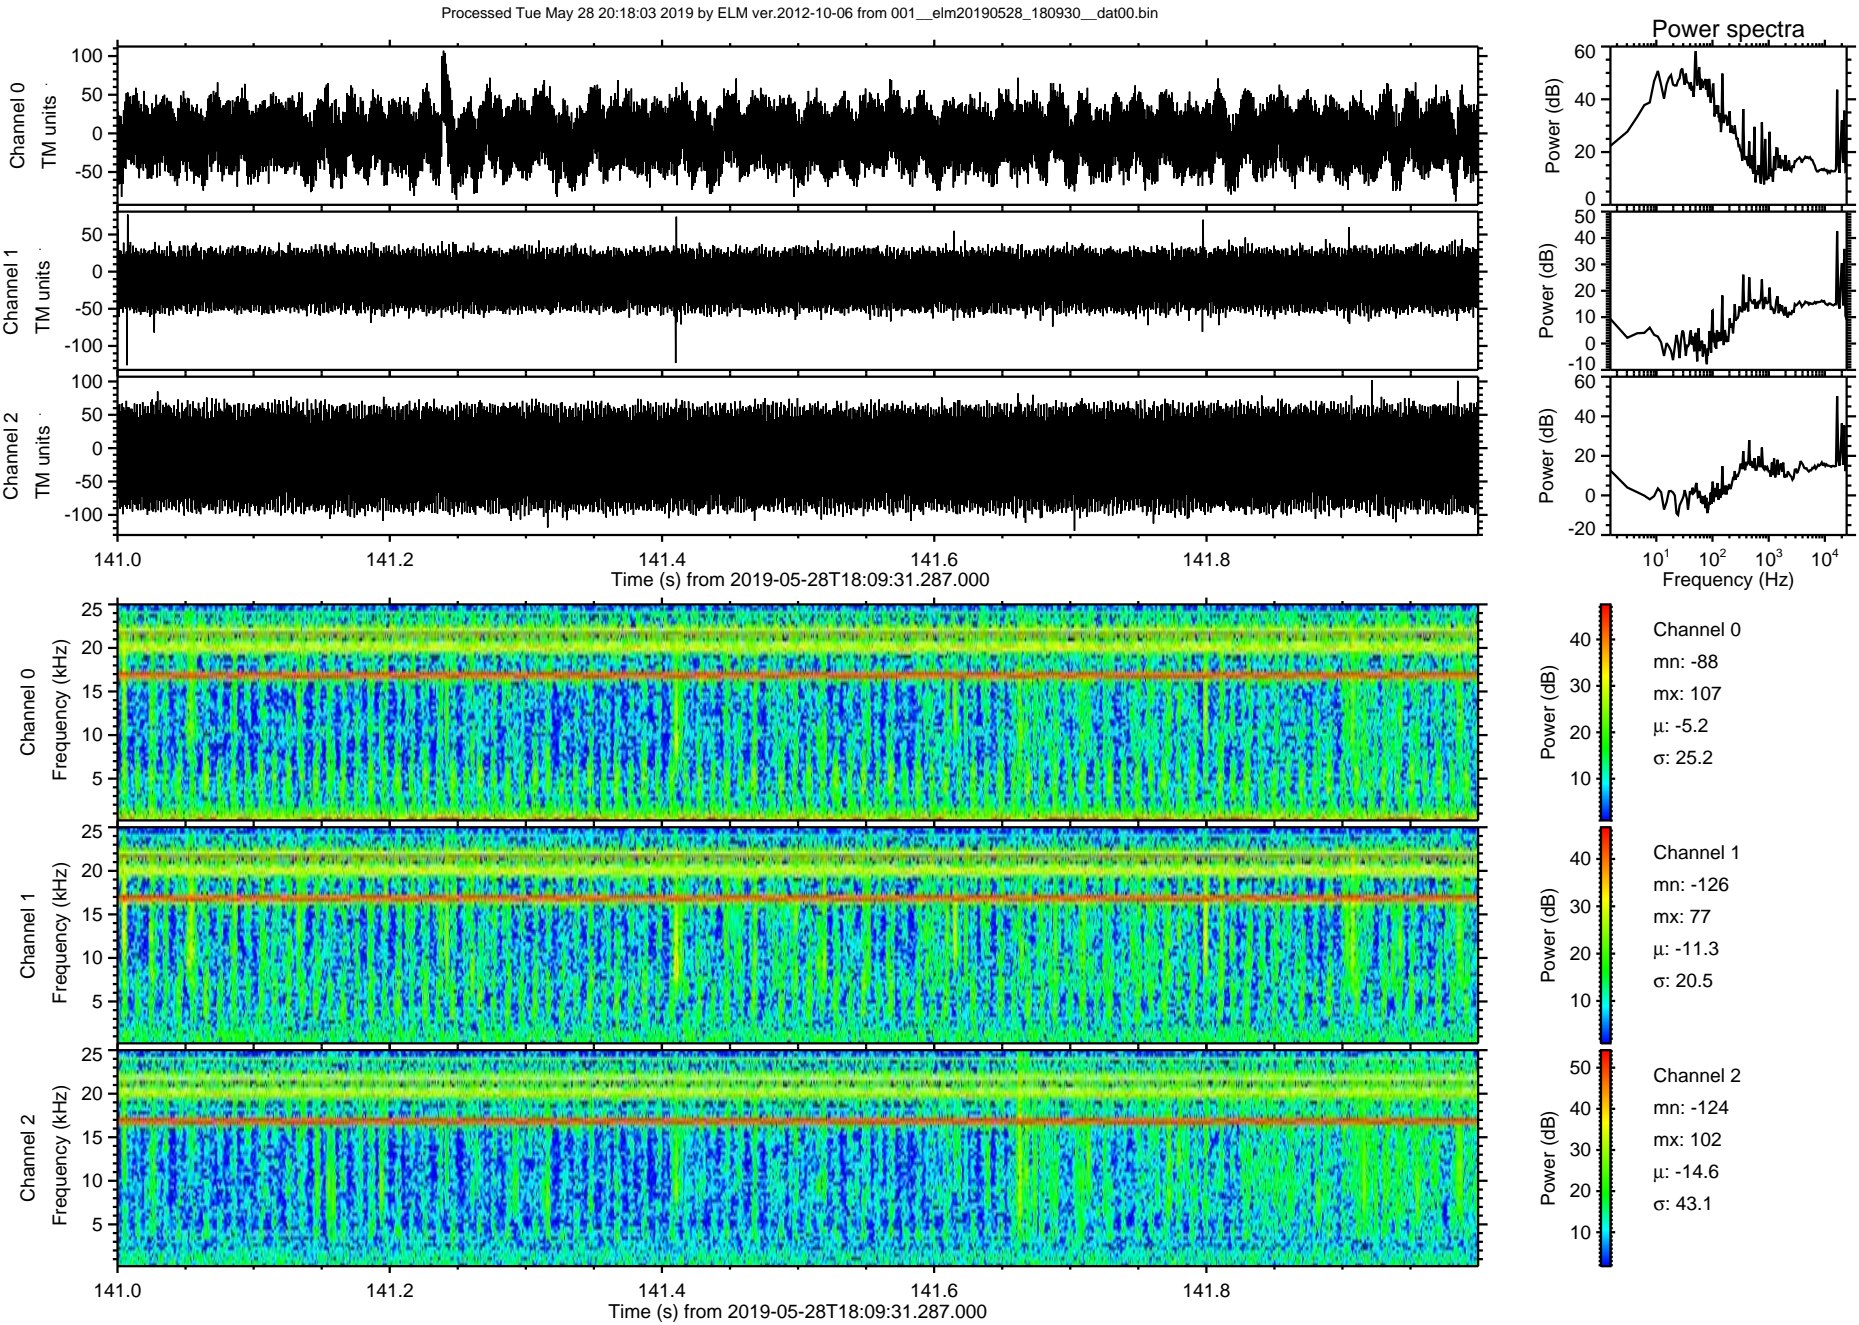 Processed Tue May 28 20:18:03 2019 by ELM ver.2012-10-06 from 001__elm20190528_180930__dat00.bin
Power spectra
Channel 0
TM units
100
50
0
-50
Power (dB)
60
40
20
0
Channel 1
TM units
50
0
-50
-100
Power (dB)
50
40
30
20
10
0
-10
Channel 2
TM units
100
50
0
-50
-100
Power (dB)
60
40
20
0
-20
141.0 141.2 141.4 141.6 141.8
Time (s) from 2019-05-28T18:09:31.287.000
10¹ 10² 10³ 10⁴
Frequency (Hz)
Channel 0
Frequency (kHz)
25
20
15
10
5
Power (dB)
40
30
20
10
Channel 0
mn: -88
mx: 107
μ: -5.2
σ: 25.2
Channel 1
Frequency (kHz)
25
20
15
10
5
Power (dB)
40
30
20
10
Channel 1
mn: -126
mx: 77
μ: -11.3
σ: 20.5
Channel 2
Frequency (kHz)
25
20
15
10
5
Power (dB)
50
40
30
20
10
Channel 2
mn: -124
mx: 102
μ: -14.6
σ: 43.1
141.0 141.2 141.4 141.6 141.8
Time (s) from 2019-05-28T18:09:31.287.000